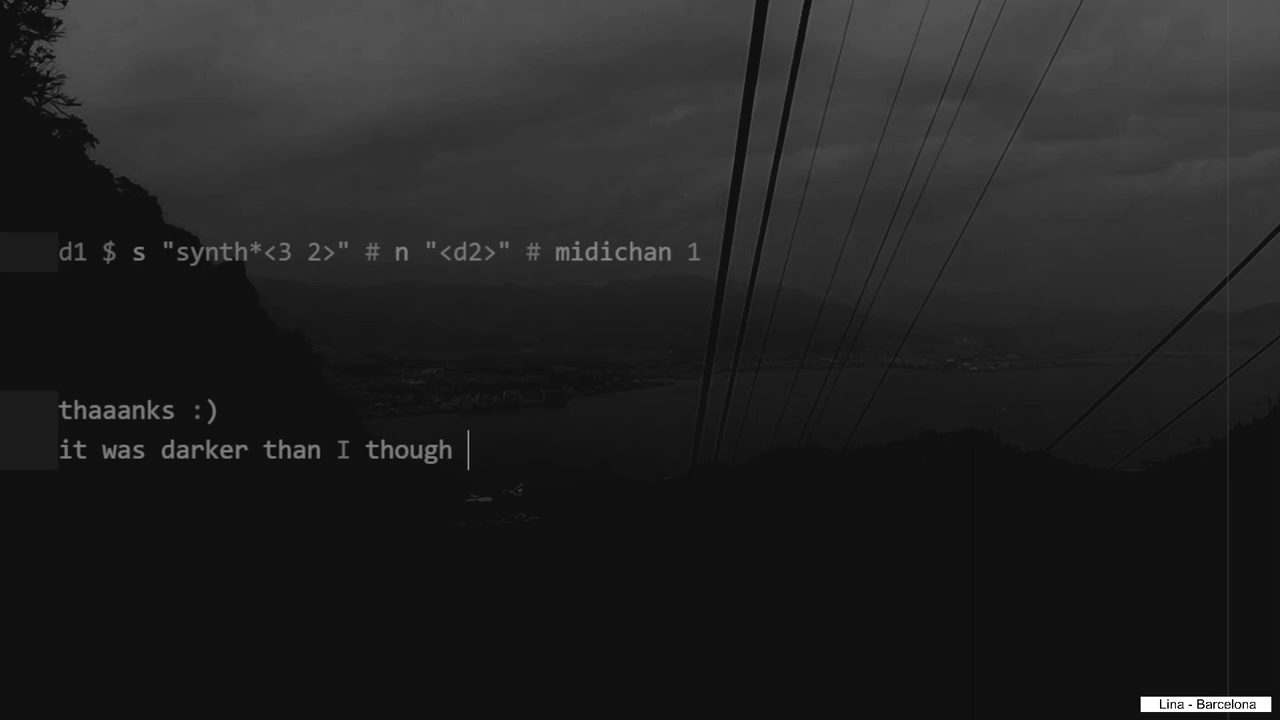 d1 $ s "synth*<3 2>" # n "<d2>" # midichan 1
thaaanks :)
it was darker than I though
Lina - Barcelona